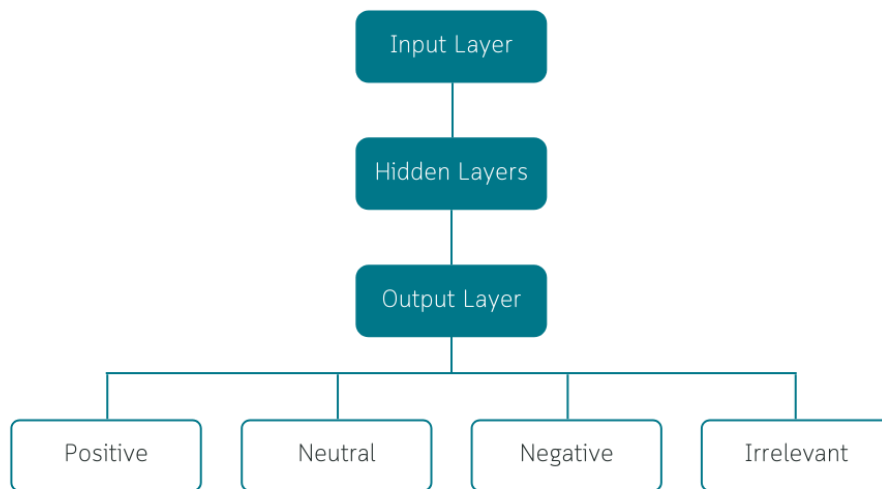 Input Layer
Hidden Layers
Output Layer
Positive
Neutral
Negative
Irrelevant